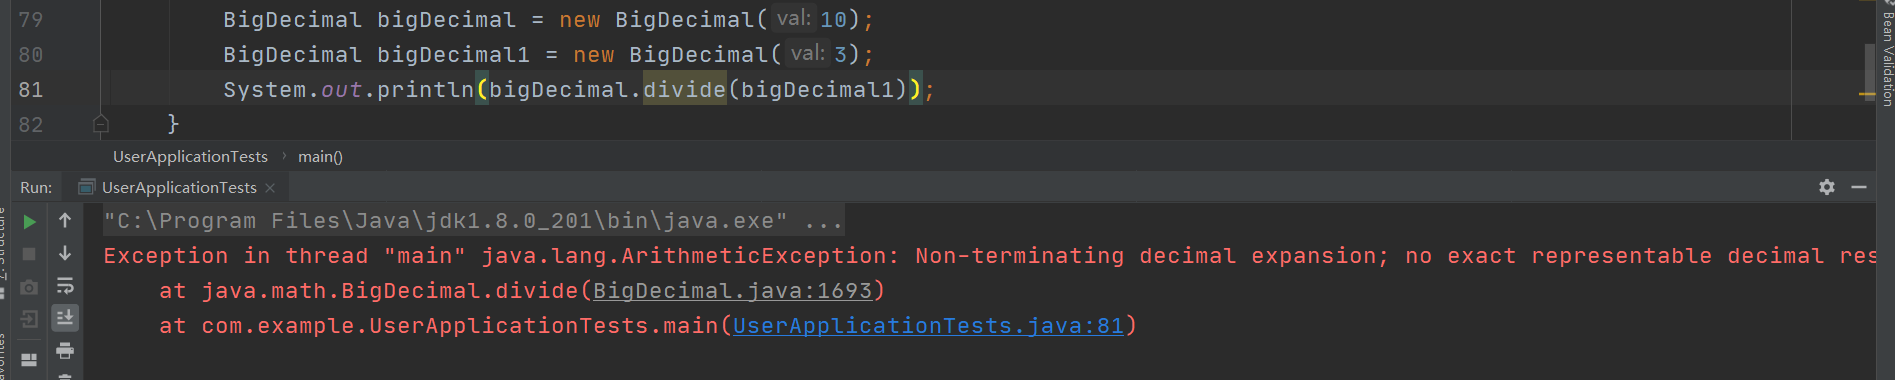 79 BigDecimal bigDecimal = new BigDecimal( val: 10);
80 BigDecimal bigDecimal1 = new BigDecimal( val: 3);
81 System.out.println(bigDecimal.divide(bigDecimal1));
82 }
UserApplicationTests › main()
Run: UserApplicationTests ×
"C:\Program Files\Java\jdk1.8.0_201\bin\java.exe" ...
Exception in thread "main" java.lang.ArithmeticException: Non-terminating decimal expansion; no exact representable decimal res
at java.math.BigDecimal.divide(BigDecimal.java:1693)
at com.example.UserApplicationTests.main(UserApplicationTests.java:81)
Bean Validation